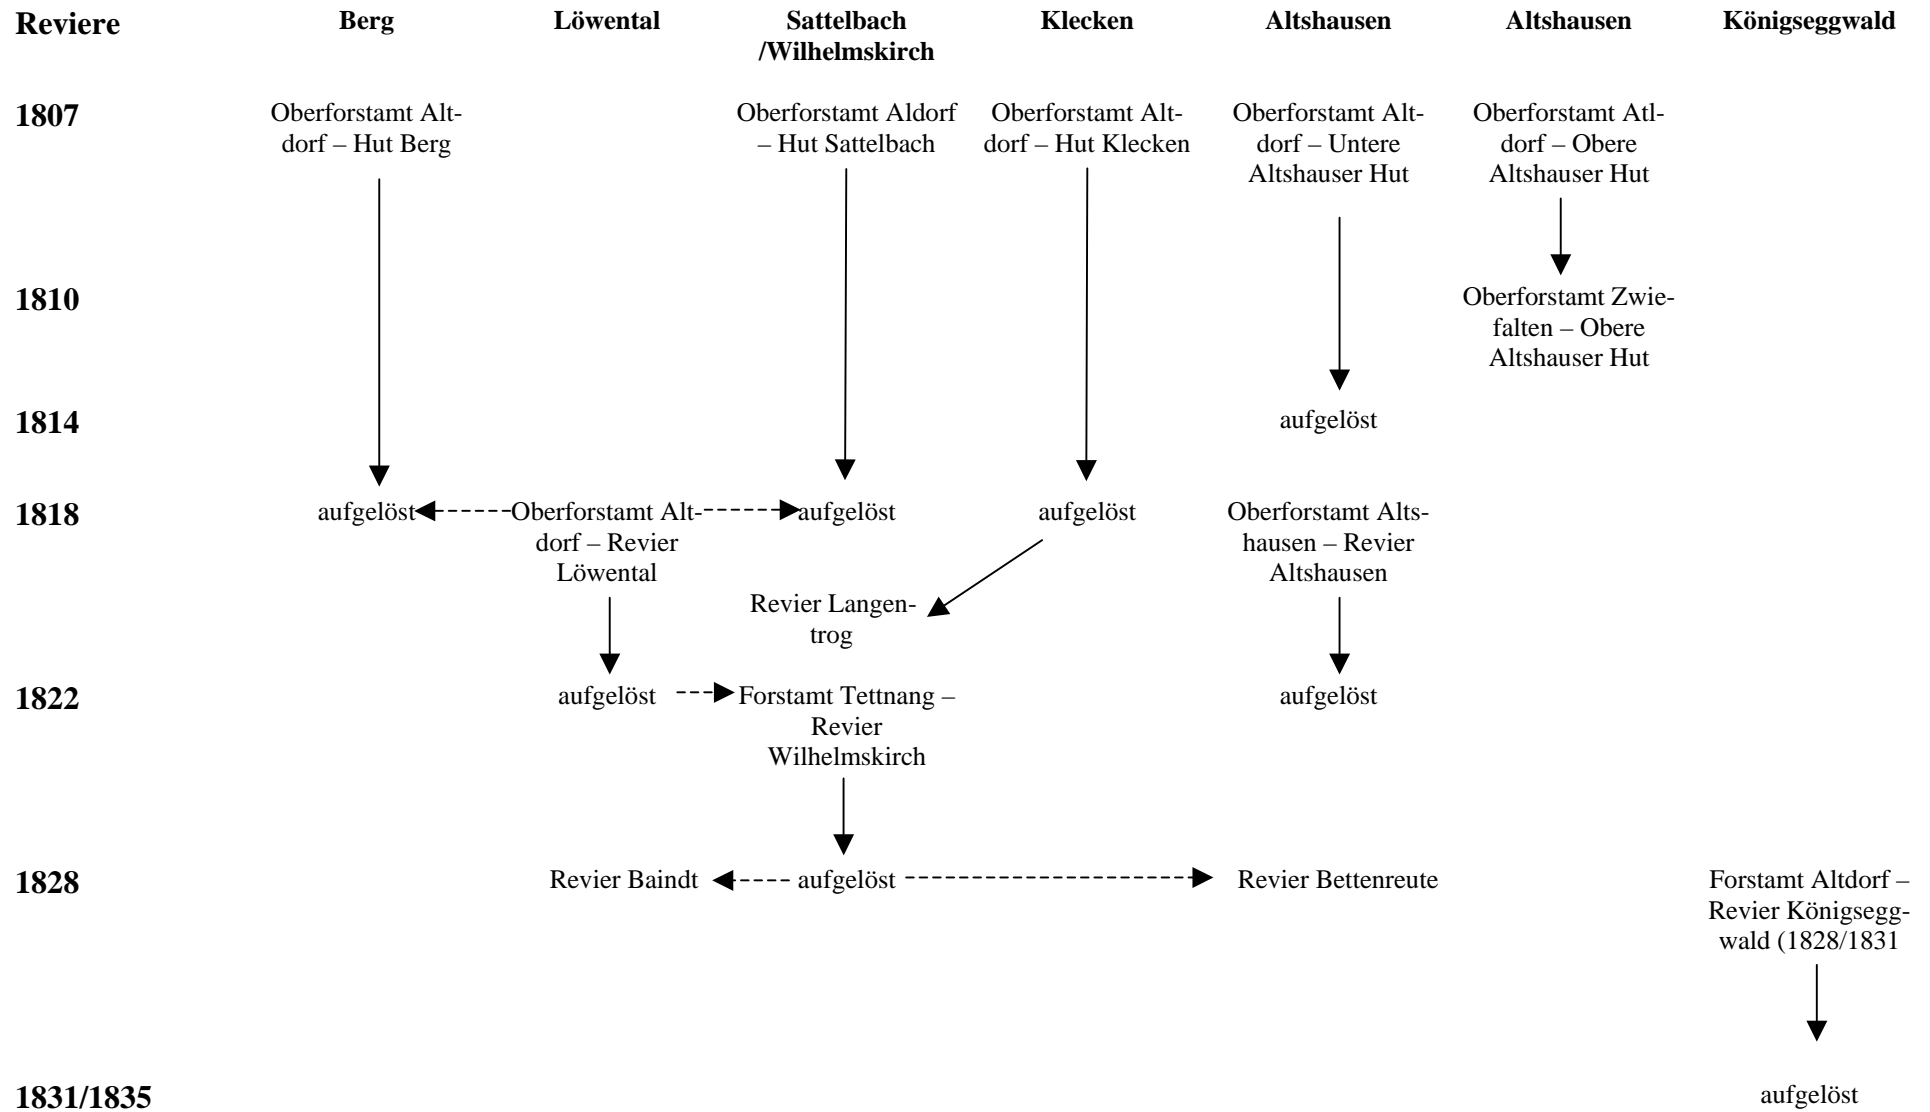 Reviere
Berg
Löwental
Sattelbach
/Wilhelmskirch
Klecken
Altshausen
Altshausen
Königseggwald
1807
Oberforstamt Alt-
dorf – Hut Berg
Oberforstamt Aldorf
– Hut Sattelbach
Oberforstamt Alt-
dorf – Hut Klecken
Oberforstamt Alt-
dorf – Untere
Altshauser Hut
Oberforstamt Atl-
dorf – Obere
Altshauser Hut
1810
Oberforstamt Zwie-
falten – Obere
Altshauser Hut
1814
aufgelöst
1818
aufgelöst
Oberforstamt Alt-
dorf – Revier
Löwental
aufgelöst
aufgelöst
Oberforstamt Alts-
hausen – Revier
Altshausen
Revier Langen-
trog
1822
aufgelöst
Forstamt Tettnang –
Revier
Wilhelmskirch
aufgelöst
1828
Revier Baindt
aufgelöst
Revier Bettenreute
Forstamt Altdorf –
Revier Königsegg-
wald (1828/1831
1831/1835
aufgelöst